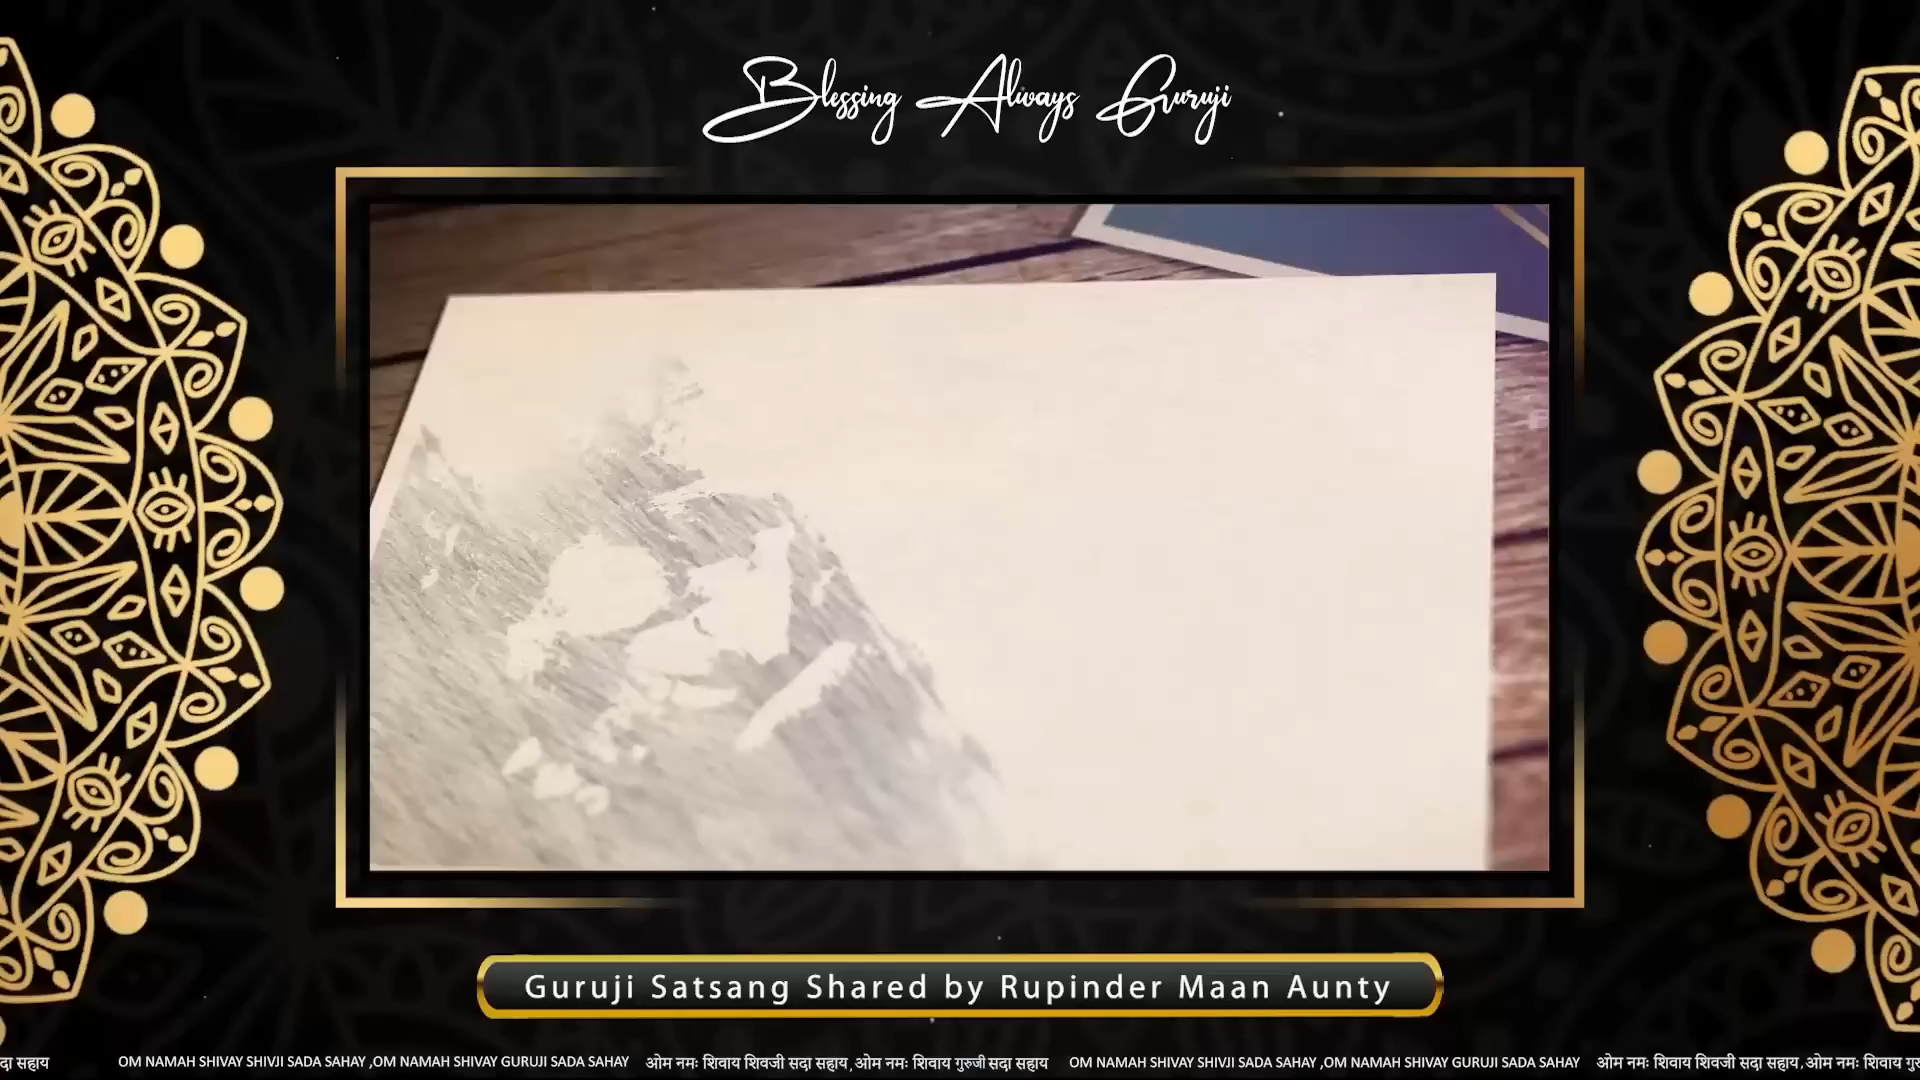 Blessing Always Guruji
Guruji Satsang Shared by Rupinder Maan Aunty
सहाय OM NAMAH SHIVAY SHIVJI SADA SAHAY ,OM NAMAH SHIVAY GURUJI SADA SAHAY ओम नमः शिवाय शिवजी सदा सहाय, ओम नमः शिवाय गुरुजी सदा सहाय OM NAMAH SHIVAY SHIVJI SADA SAHAY ,OM NAMAH SHIVAY GURUJI SADA SAHAY ओम नमः शिवाय शिवजी सदा सहाय, ओम नमः शिवाय